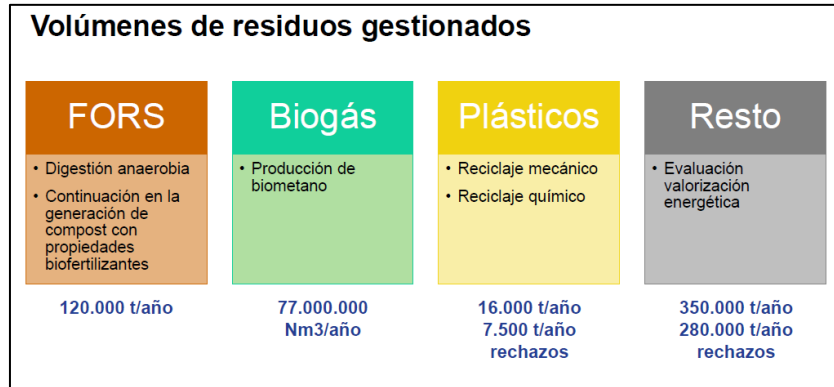 Volúmenes de residuos gestionados
FORS
• Digestión anaerobia
• Continuación en la
generación de
compost con
propiedades
biofertilizantes
120.000 t/año
Biogás
• Producción de
biometano
77.000.000
Nm3/año
Plásticos
• Reciclaje mecánico
• Reciclaje químico
16.000 t/año
7.500 t/año
rechazos
Resto
• Evaluación
valorización
energética
350.000 t/año
280.000 t/año
rechazos